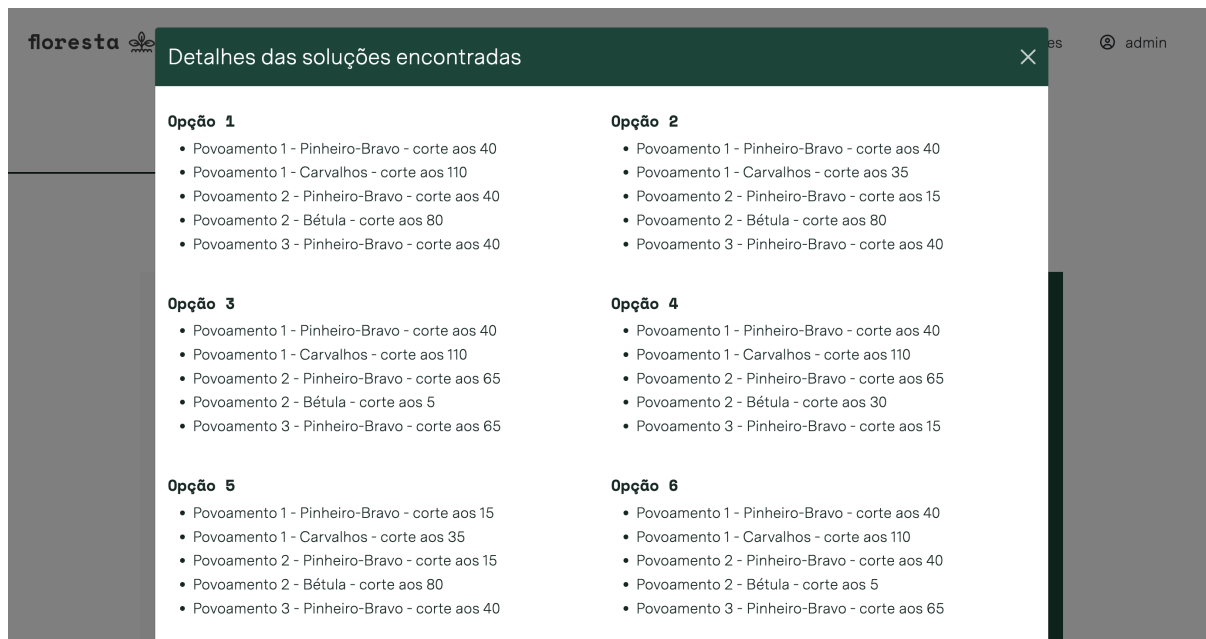 floresta
es
admin
Detalhes das soluções encontradas
Opção 1
• Povoamento 1 - Pinheiro-Bravo - corte aos 40
• Povoamento 1 - Carvalhos - corte aos 110
• Povoamento 2 - Pinheiro-Bravo - corte aos 40
• Povoamento 2 - Bétula - corte aos 80
• Povoamento 3 - Pinheiro-Bravo - corte aos 40
Opção 2
• Povoamento 1 - Pinheiro-Bravo - corte aos 40
• Povoamento 1 - Carvalhos - corte aos 35
• Povoamento 2 - Pinheiro-Bravo - corte aos 15
• Povoamento 2 - Bétula - corte aos 80
• Povoamento 3 - Pinheiro-Bravo - corte aos 40
Opção 3
• Povoamento 1 - Pinheiro-Bravo - corte aos 40
• Povoamento 1 - Carvalhos - corte aos 110
• Povoamento 2 - Pinheiro-Bravo - corte aos 65
• Povoamento 2 - Bétula - corte aos 5
• Povoamento 3 - Pinheiro-Bravo - corte aos 65
Opção 4
• Povoamento 1 - Pinheiro-Bravo - corte aos 40
• Povoamento 1 - Carvalhos - corte aos 110
• Povoamento 2 - Pinheiro-Bravo - corte aos 65
• Povoamento 2 - Bétula - corte aos 30
• Povoamento 3 - Pinheiro-Bravo - corte aos 15
Opção 5
• Povoamento 1 - Pinheiro-Bravo - corte aos 15
• Povoamento 1 - Carvalhos - corte aos 35
• Povoamento 2 - Pinheiro-Bravo - corte aos 15
• Povoamento 2 - Bétula - corte aos 80
• Povoamento 3 - Pinheiro-Bravo - corte aos 40
Opção 6
• Povoamento 1 - Pinheiro-Bravo - corte aos 40
• Povoamento 1 - Carvalhos - corte aos 110
• Povoamento 2 - Pinheiro-Bravo - corte aos 40
• Povoamento 2 - Bétula - corte aos 5
• Povoamento 3 - Pinheiro-Bravo - corte aos 65